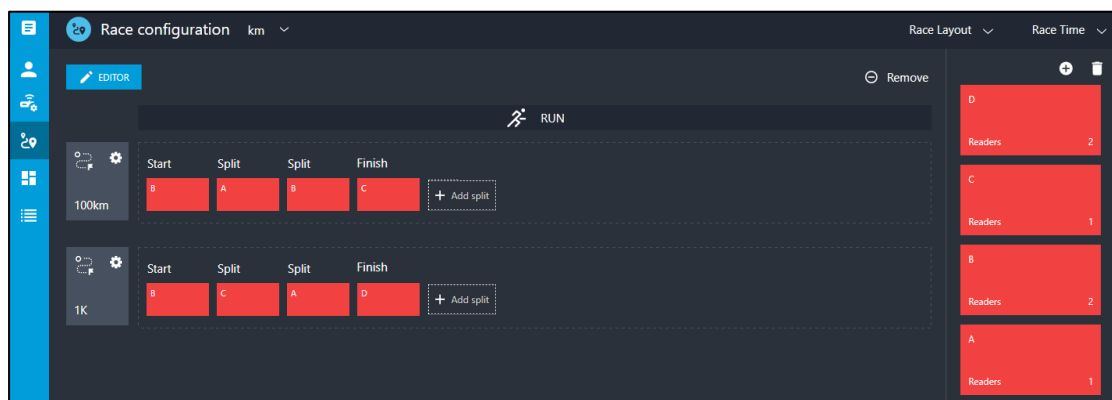 Race configuration km
Race Layout
Race Time
EDITOR
Remove
RUN
100km
Start Split Split Finish
B A B C
+ Add split
1K
Start Split Split Finish
B C A D
+ Add split
D
Readers 2
C
Readers 1
B
Readers 2
A
Readers 1